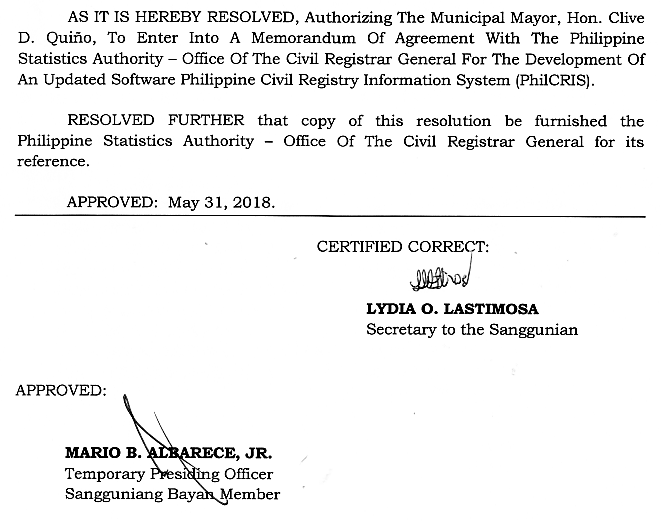 AS IT IS HEREBY RESOLVED, Authorizing The Municipal Mayor, Hon. Clive
D. Quiño, To Enter Into A Memorandum Of Agreement With The Philippine
Statistics Authority – Office Of The Civil Registrar General For The Development Of
An Updated Software Philippine Civil Registry Information System (PhilCRIS).
RESOLVED FURTHER that copy of this resolution be furnished the
Philippine Statistics Authority – Office Of The Civil Registrar General for its
reference.
APPROVED: May 31, 2018.
CERTIFIED CORRECT:
LYDIA O. LASTIMOSA
Secretary to the Sanggunian
APPROVED:
MARIO B. ALBARECE, JR.
Temporary Presiding Officer
Sangguniang Bayan Member